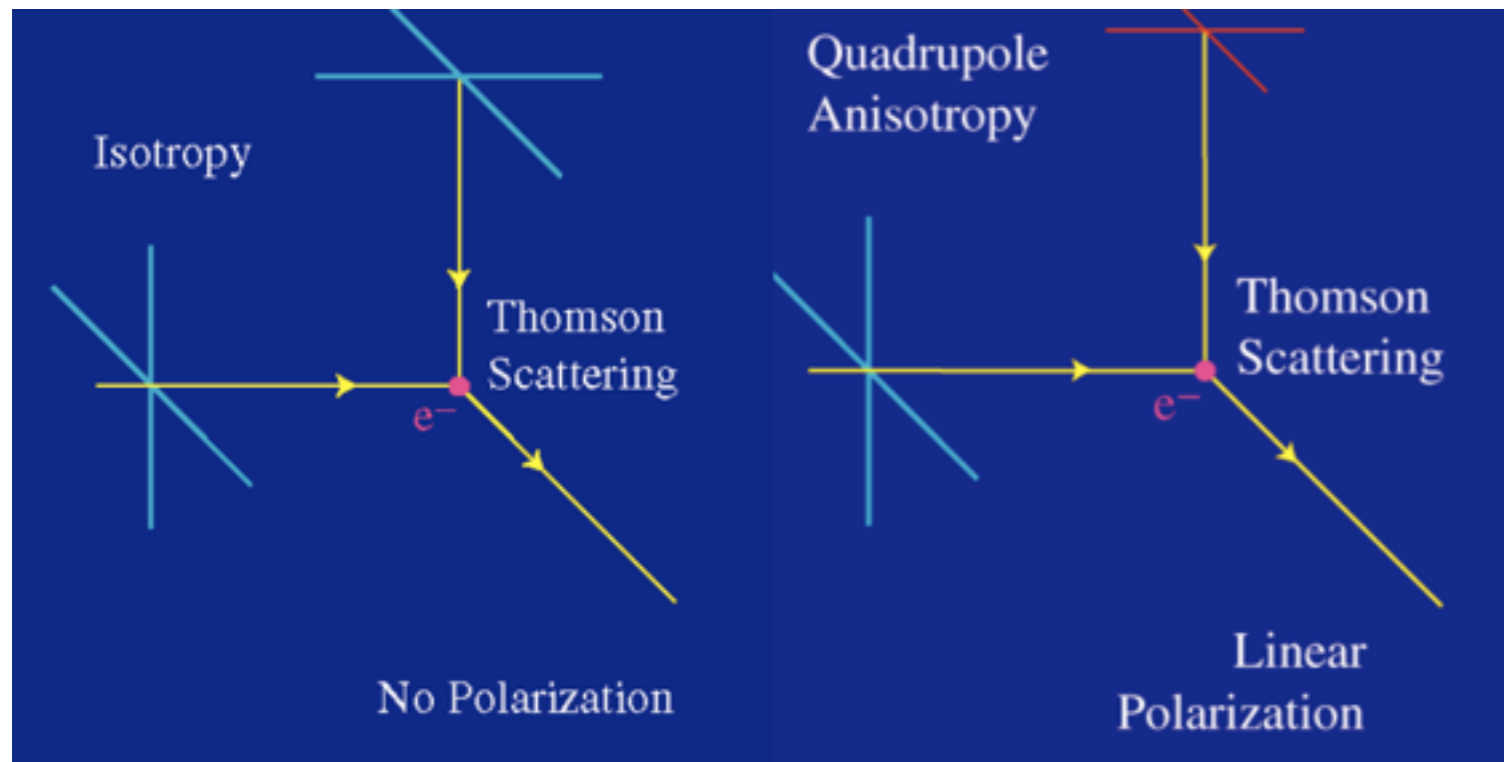 Isotropy
Thomson
Scattering
e−
No Polarization
Quadrupole
Anisotropy
Thomson
Scattering
e−
Linear
Polarization